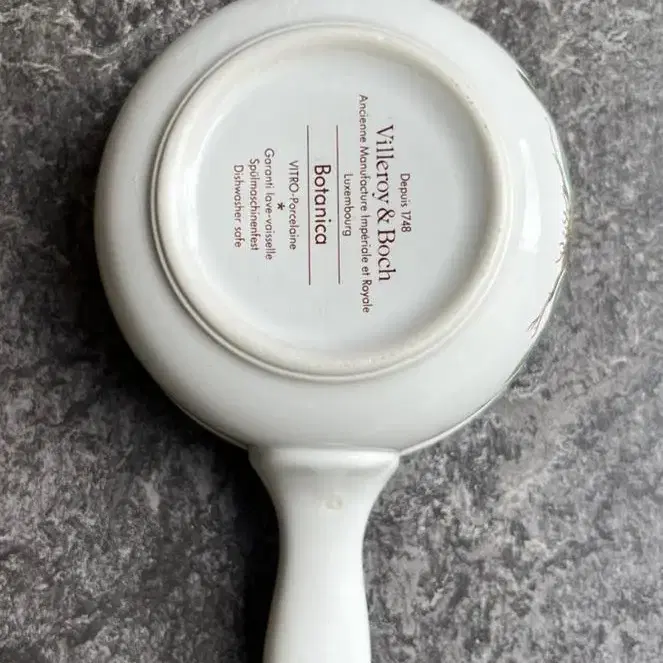 Depuis 1748
Villeroy & Boch
Ancienne Manufacture Impériale et Royale
Luxembourg
Botanica
VITRO-Porcelaine
*
Garanti lave-vaisselle
Spülmaschinenfest
Dishwasher safe